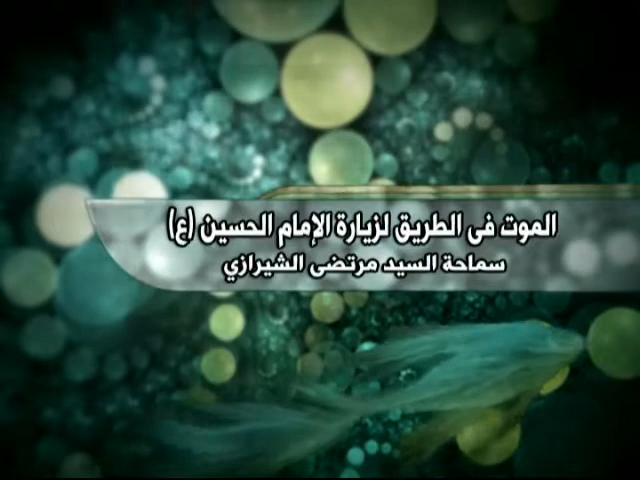 الموت فى الطريق لزيارة الإمام الحسين (ع)
سماحة السيد مرتضى الشيرازي